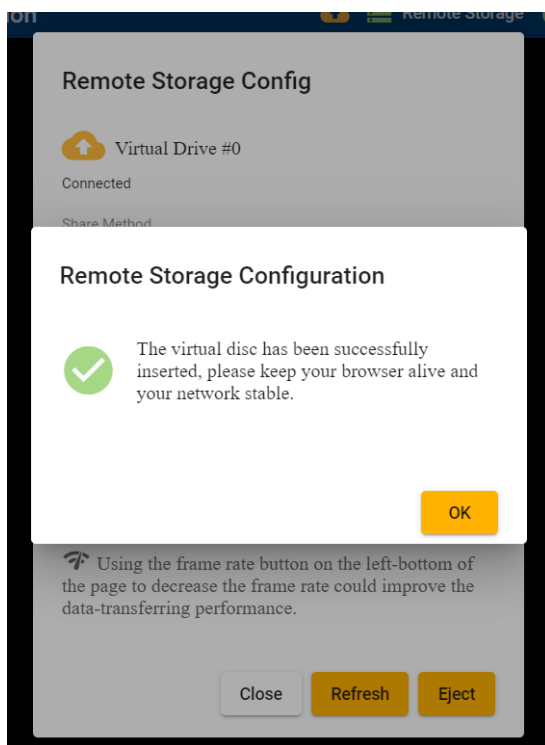 ion
Remote Storage
Remote Storage Config
Virtual Drive #0
Connected
Share Method
Remote Storage Configuration
The virtual disc has been successfully
inserted, please keep your browser alive and
your network stable.
OK
Using the frame rate button on the left-bottom of
the page to decrease the frame rate could improve the
data-transferring performance.
Close
Refresh
Eject